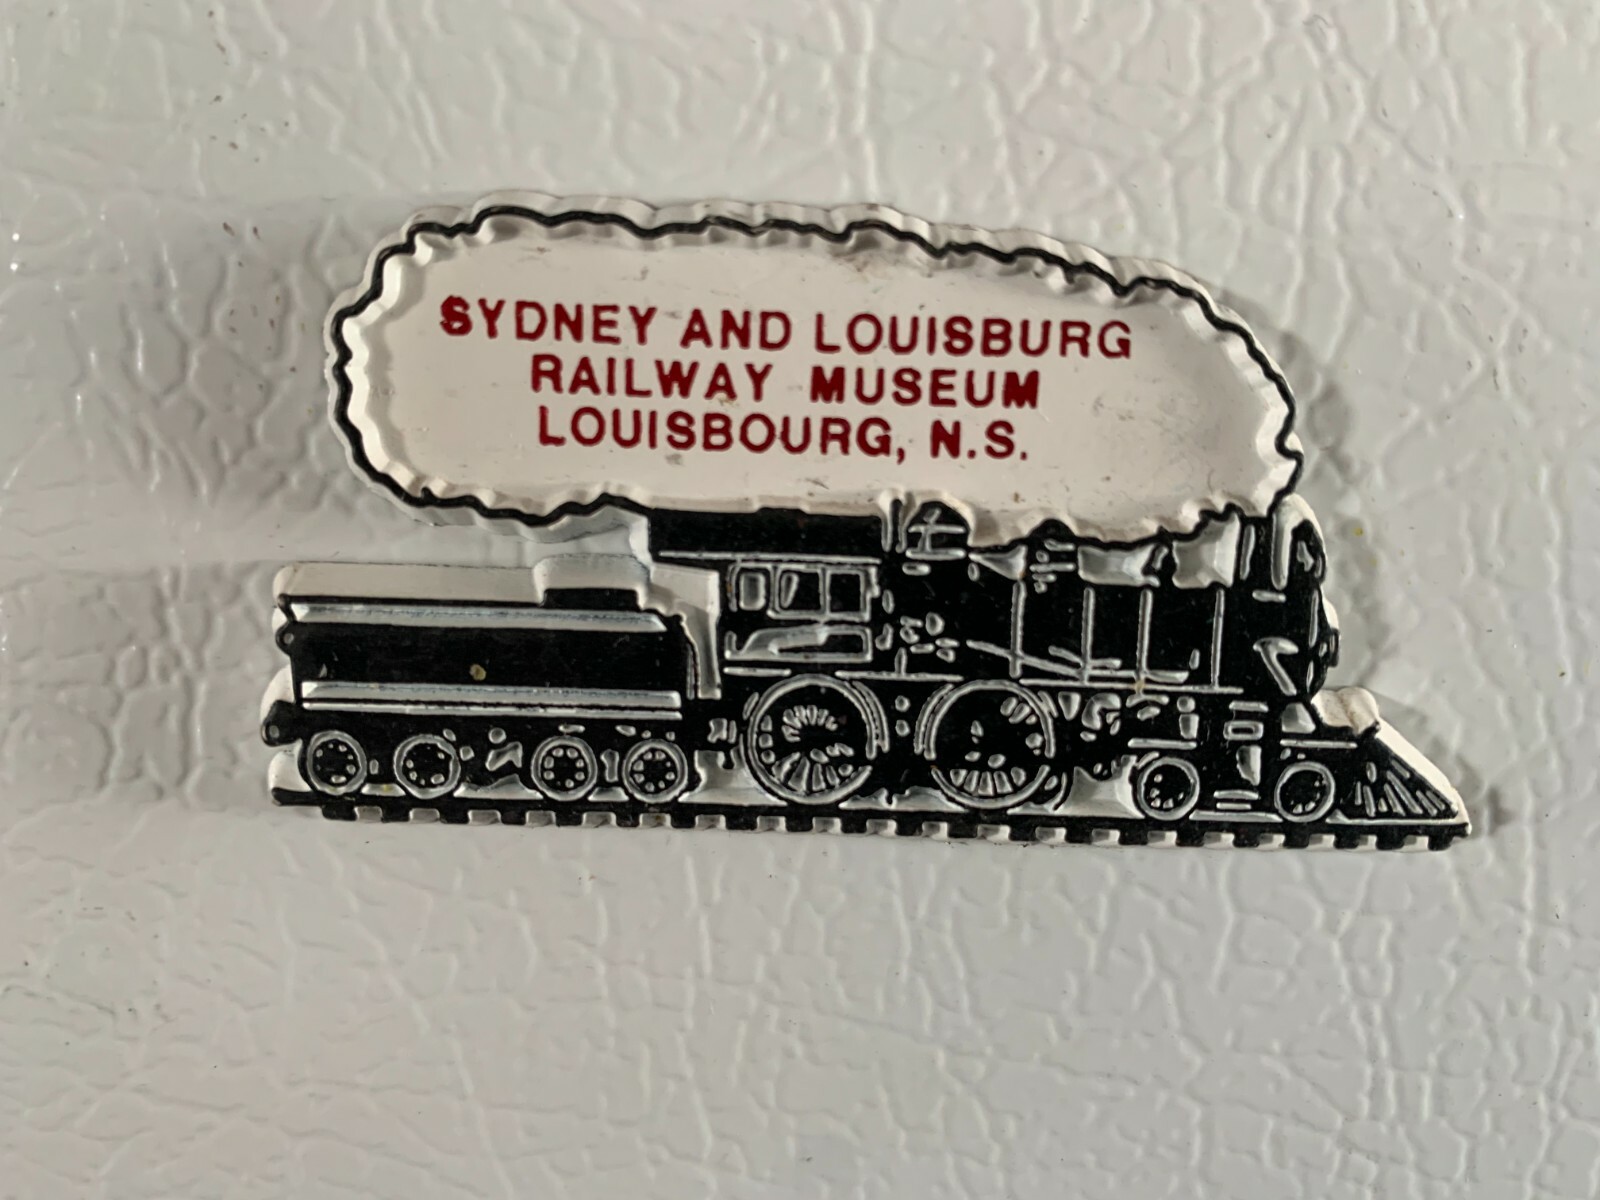 SYDNEY AND LOUISBURG
RAILWAY MUSEUM
LOUISBOURG, N.S.